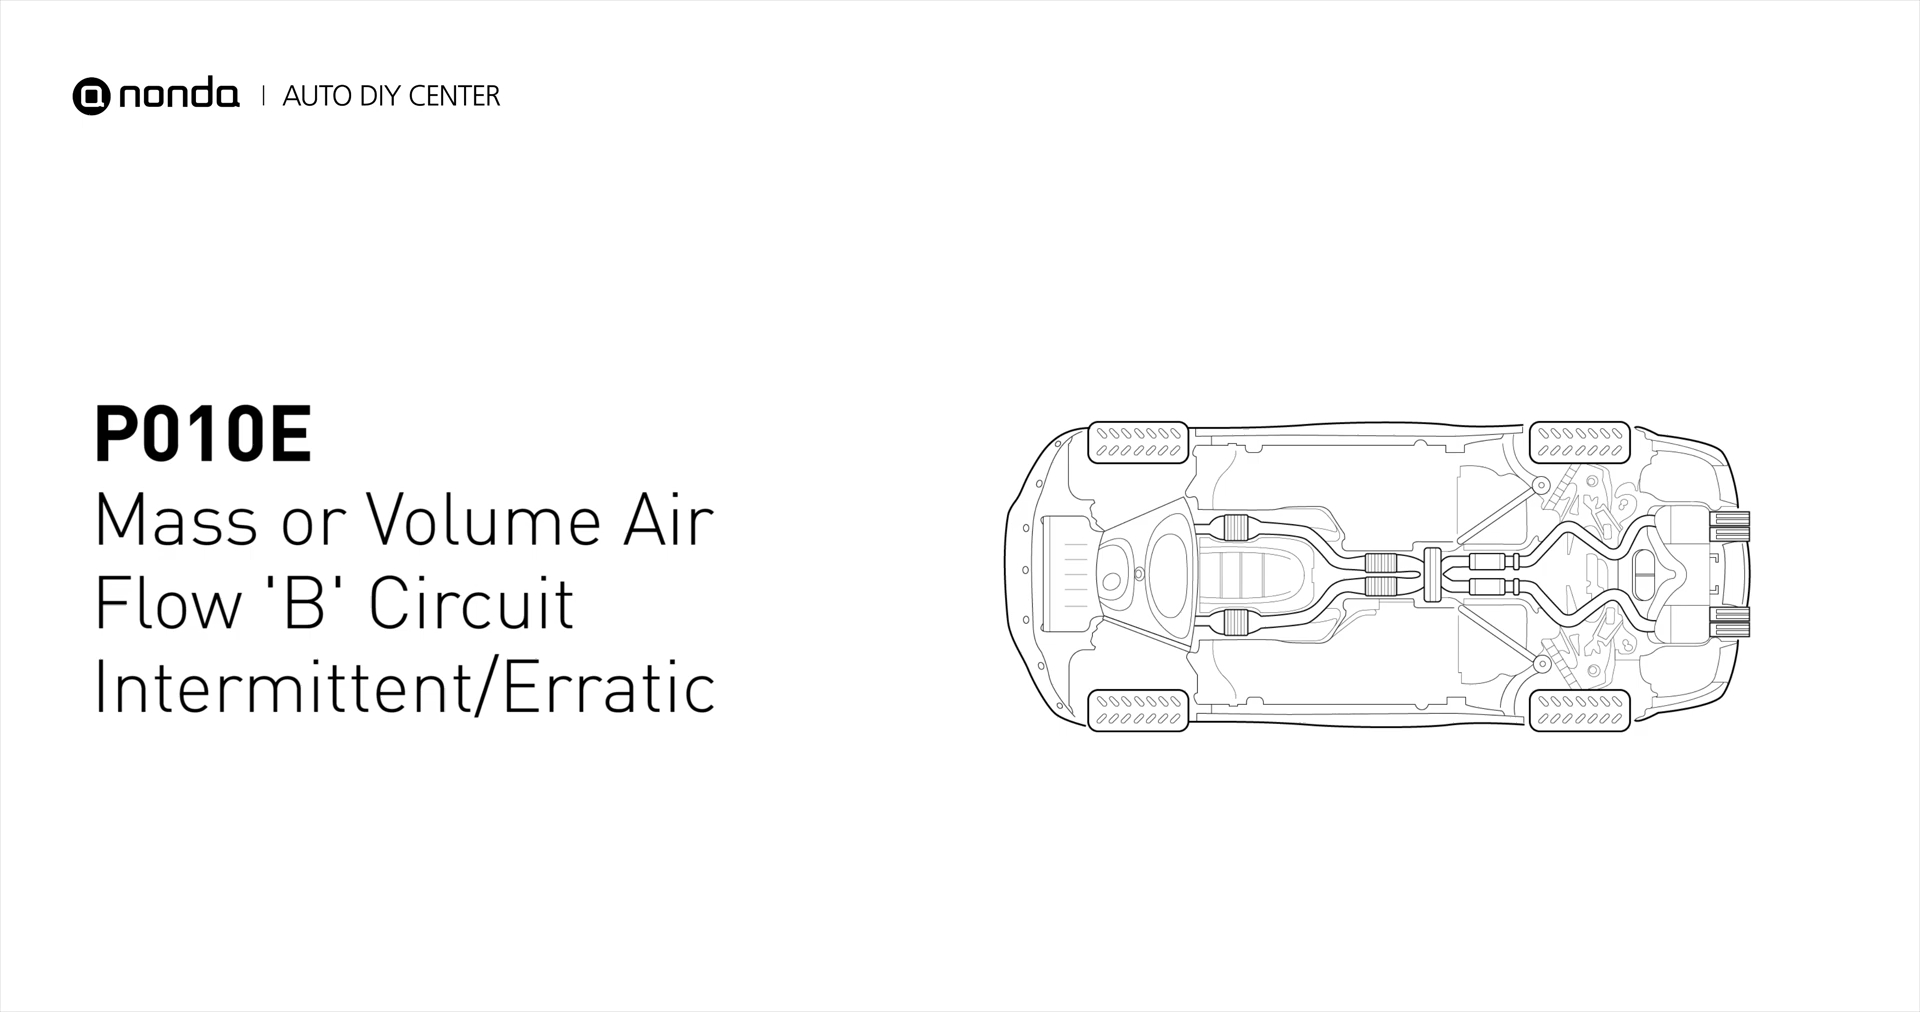 nonda | AUTO DIY CENTER
P010E
Mass or Volume Air
Flow 'B' Circuit
Intermittent/Erratic